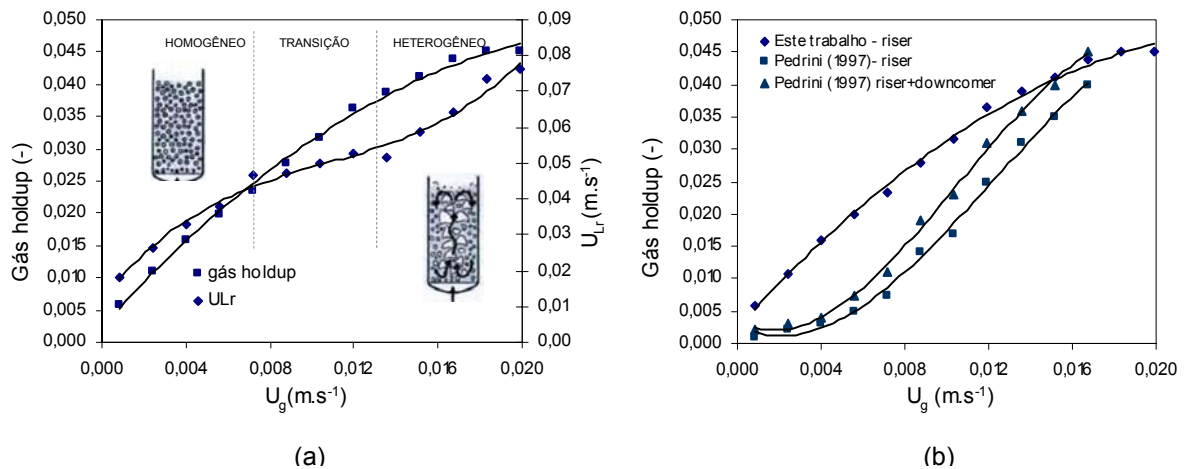 0,050
0,045
0,040
0,035
0,030
0,025
0,020
0,015
0,010
0,005
0,000
Gás holdup (-)
HOMOGÊNEO
TRANSIÇÃO
HETEROGÊNEO
gás holdup
ULr
0,09
0,08
0,07
0,06
0,05
0,04
0,03
0,02
0,01
0,00
U_Lr (m.s⁻¹)
0,000 0,004 0,008 0,012 0,016 0,020
U_g(m.s⁻¹)
(a)
0,050
0,045
0,040
0,035
0,030
0,025
0,020
0,015
0,010
0,005
0,000
Gás holdup (-)
Este trabalho - riser
Pedrini (1997)- riser
Pedrini (1997) riser+downcomer
0,000 0,004 0,008 0,012 0,016 0,020
U_g (m.s⁻¹)
(b)